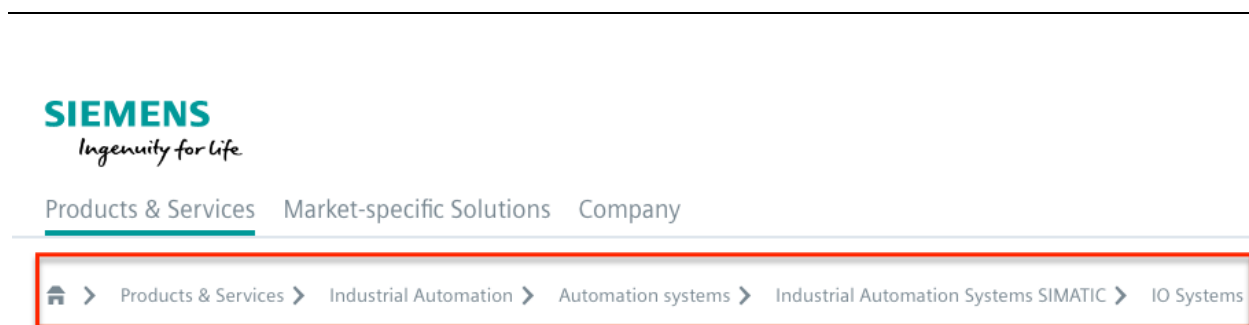 SIEMENS
Ingenuity for life
Products & Services Market-specific Solutions Company
Products & Services Industrial Automation Automation systems Industrial Automation Systems SIMATIC IO Systems